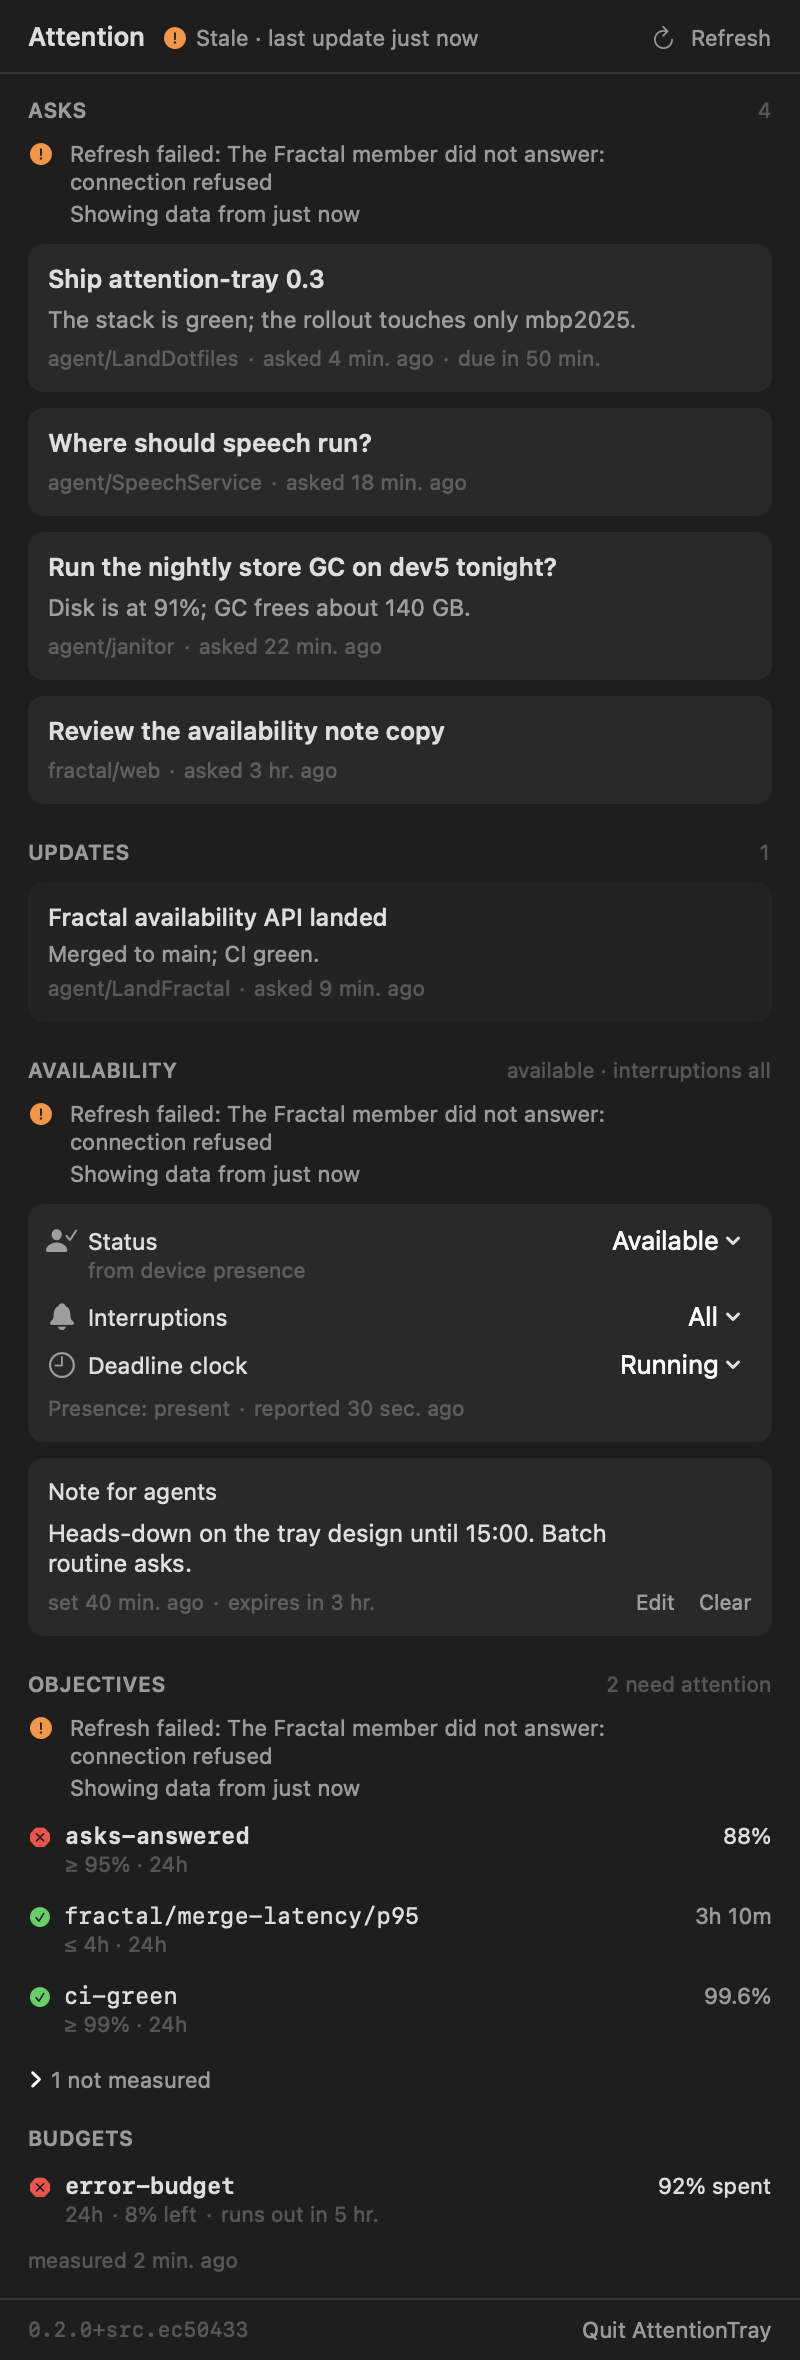 Attention
Stale · last update just now
Refresh
ASKS
4
Refresh failed: The Fractal member did not answer:
connection refused
Showing data from just now
Ship attention-tray 0.3
The stack is green; the rollout touches only mbp2025.
agent/LandDotfiles · asked 4 min. ago · due in 50 min.
Where should speech run?
agent/SpeechService · asked 18 min. ago
Run the nightly store GC on dev5 tonight?
Disk is at 91%; GC frees about 140 GB.
agent/janitor · asked 22 min. ago
Review the availability note copy
fractal/web · asked 3 hr. ago
UPDATES
1
Fractal availability API landed
Merged to main; CI green.
agent/LandFractal · asked 9 min. ago
AVAILABILITY
available · interruptions all
Refresh failed: The Fractal member did not answer:
connection refused
Showing data from just now
Status
Available
from device presence
Interruptions
All
Deadline clock
Running
Presence: present · reported 30 sec. ago
Note for agents
Heads-down on the tray design until 15:00. Batch
routine asks.
set 40 min. ago · expires in 3 hr.
Edit
Clear
OBJECTIVES
2 need attention
Refresh failed: The Fractal member did not answer:
connection refused
Showing data from just now
asks-answered
88%
≥ 95% · 24h
fractal/merge-latency/p95
3h 10m
≤ 4h · 24h
ci-green
99.6%
≥ 99% · 24h
1 not measured
BUDGETS
error-budget
92% spent
24h · 8% left · runs out in 5 hr.
measured 2 min. ago
0.2.0+src.ec50433
Quit AttentionTray